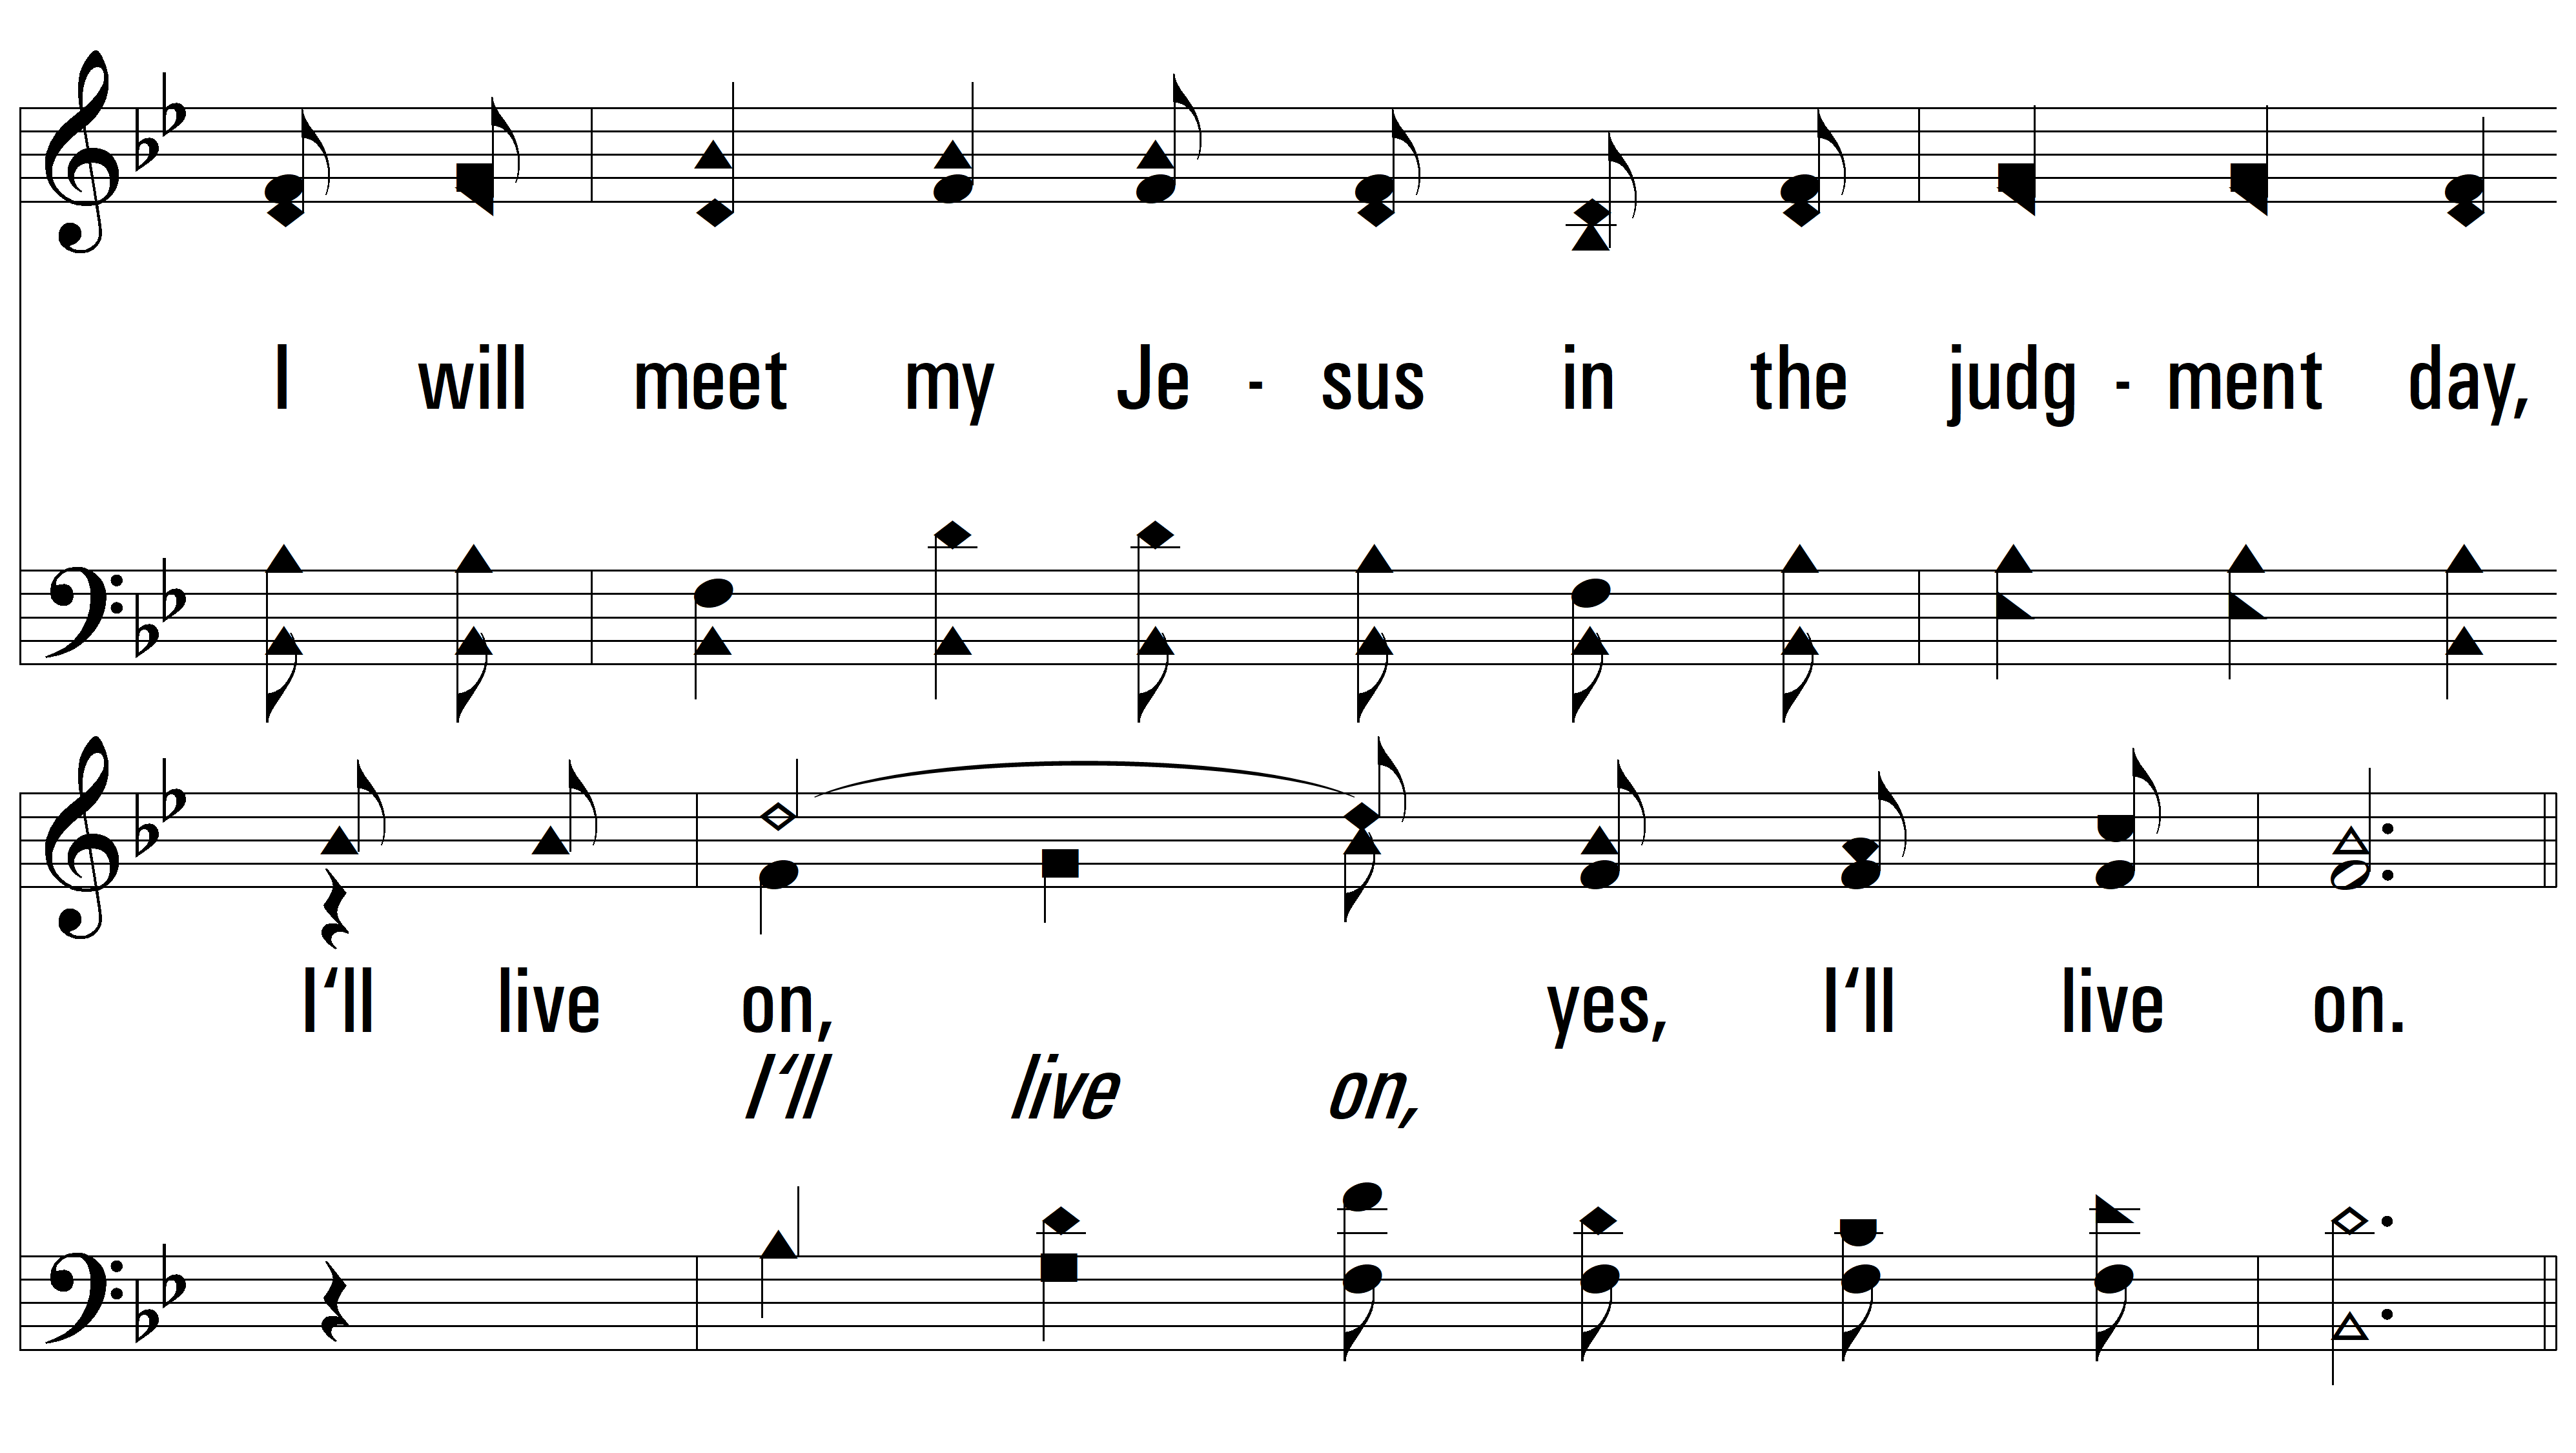 I will meet my Je - sus in the judg - ment day,
I‘ll live on, yes, I‘ll live on.
I‘ll live on,